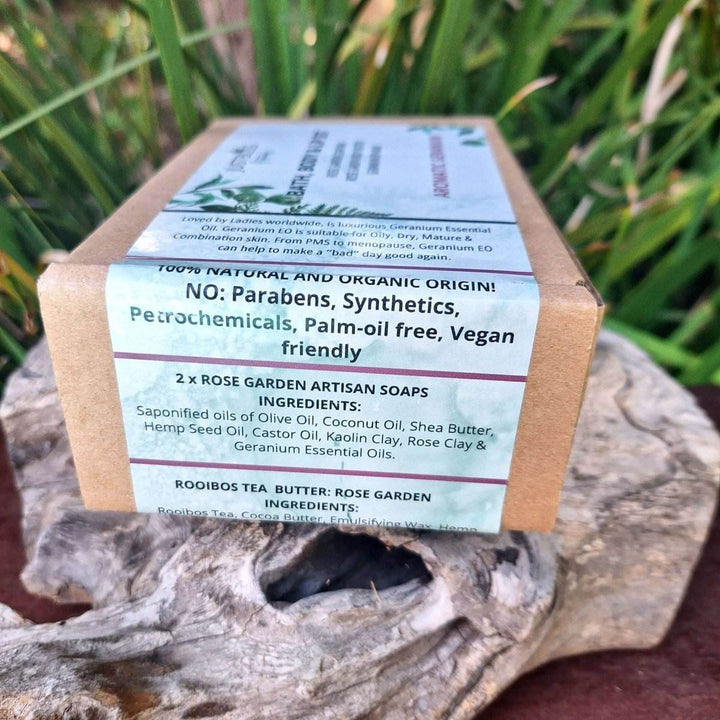 BATH, BODY
AROMATIC GERANIUM
Loved by Ladies worldwide, is luxurious Geranium Essential
Oil. Geranium EO is suitable for Oily, Dry, Mature &
Combination skin. From PMS to menopause, Geranium EO
can help to make a "bad" day good again.
100% NATURAL AND ORGANIC ORIGIN!
NO: Parabens, Synthetics,
Petrochemicals, Palm-oil free, Vegan
friendly
2 x ROSE GARDEN ARTISAN SOAPS
INGREDIENTS:
Saponified oils of Olive Oil, Coconut Oil, Shea Butter,
Hemp Seed Oil, Castor Oil, Kaolin Clay, Rose Clay &
Geranium Essential Oils.
ROOIBOS TEA BUTTER: ROSE GARDEN
INGREDIENTS:
Rooibos Tea, Cocoa Butter, Emulsifying Wax, Hemp